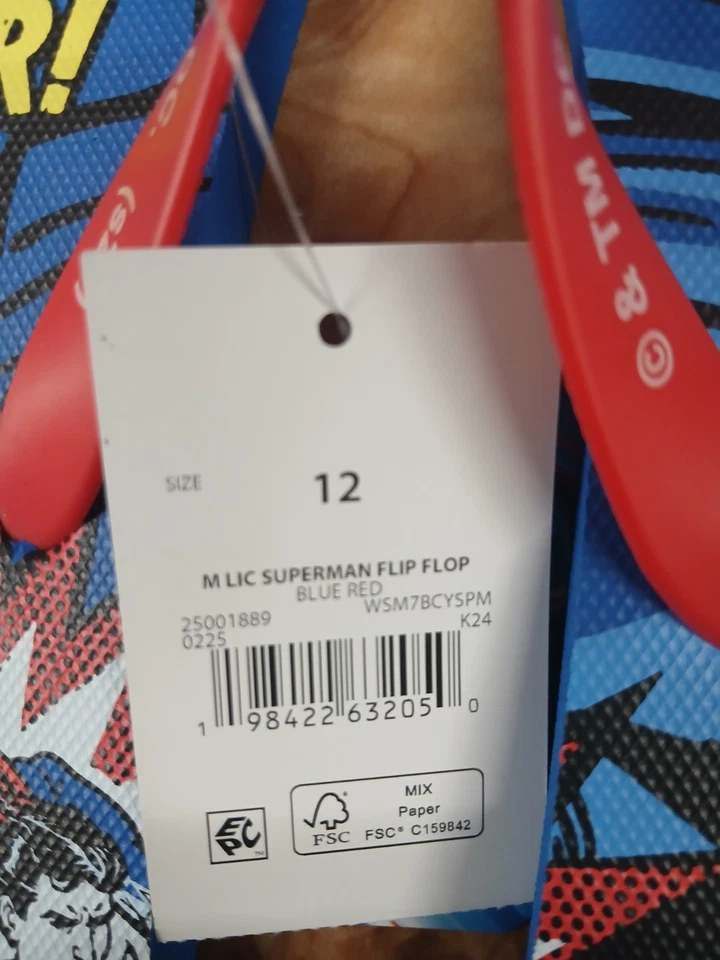 R!
© & TM
SIZE 12
M LIC SUPERMAN FLIP FLOP
BLUE RED
25001889 WSM7BCYSPM
0225 K24
1 98422 63205 0
EPC TM
MIX
Paper
FSC FSC® C159842